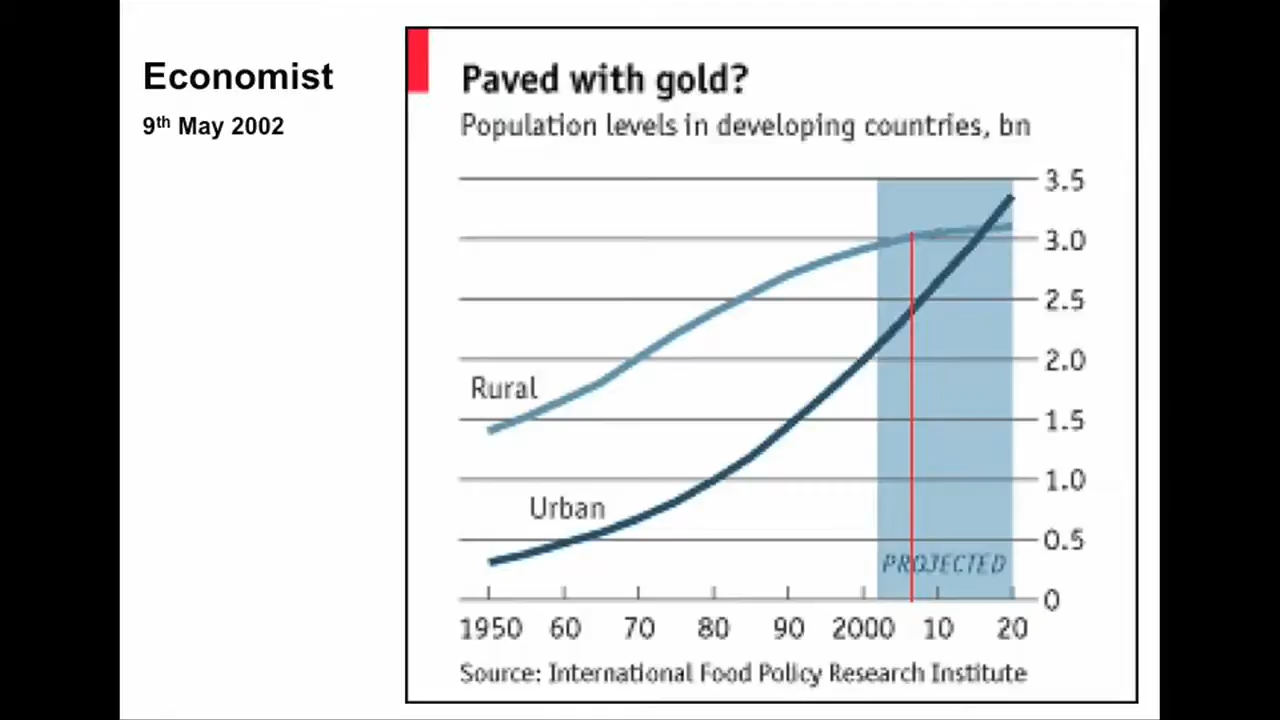 Economist
9th May 2002
Paved with gold?
Population levels in developing countries, bn
3.5
3.0
2.5
2.0
Rural
1.5
1.0
Urban
0.5
PROJECTED
0
1950 60 70 80 90 2000 10 20
Source: International Food Policy Research Institute